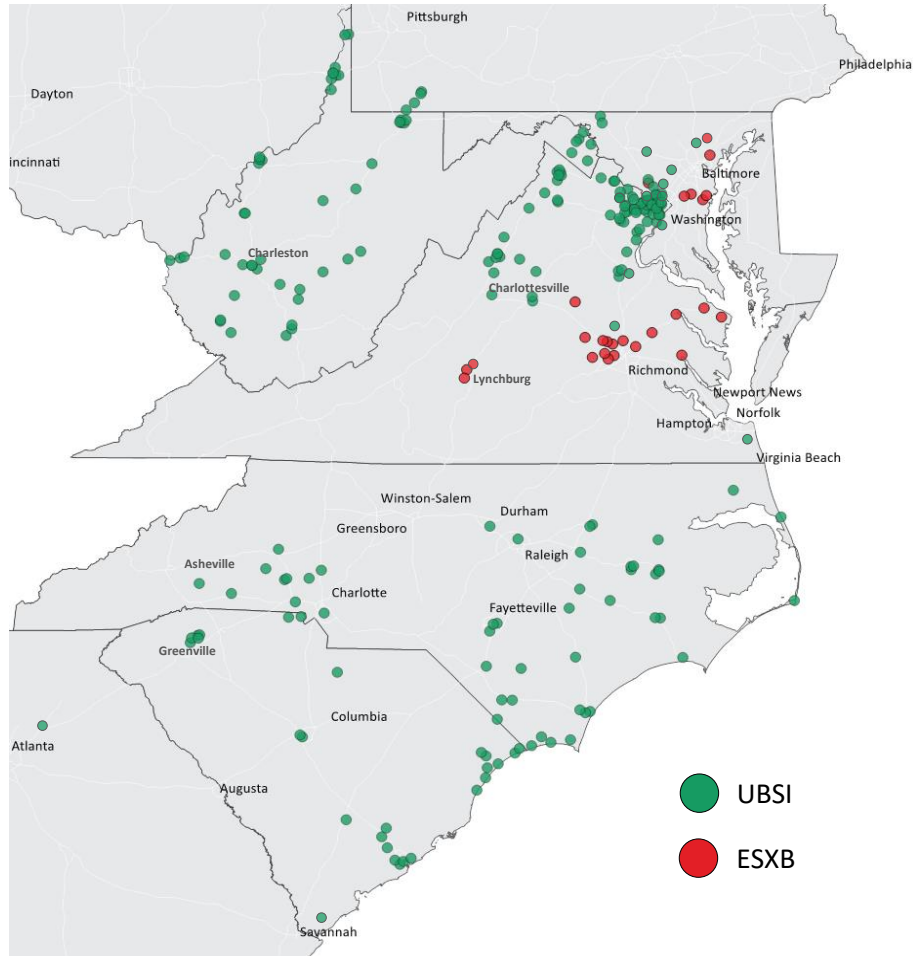 Pittsburgh
Philadelphia
Dayton
incinnati
Baltimore
Washington
Charleston
Charlottesville
Richmond
Lynchburg
Newport News
Norfolk
Hampton
Virginia Beach
Winston-Salem
Durham
Greensboro
Raleigh
Asheville
Charlotte
Fayetteville
Greenville
Columbia
Atlanta
Augusta
UBSI
ESXB
Savannah